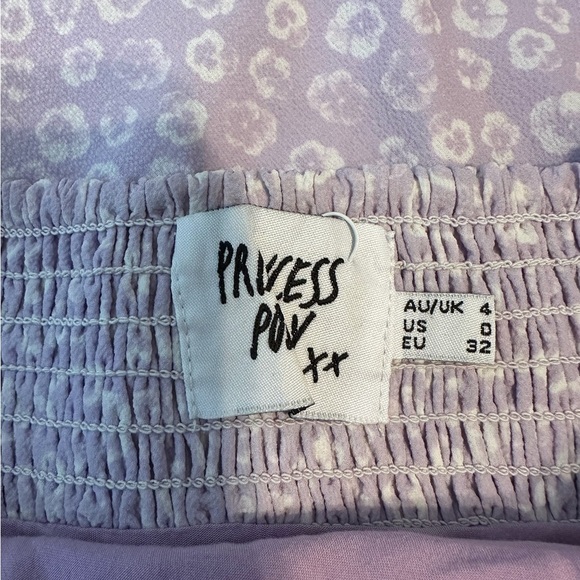 PRINCESS
POLLY
xx
AU/UK 4
US 0
EU 32